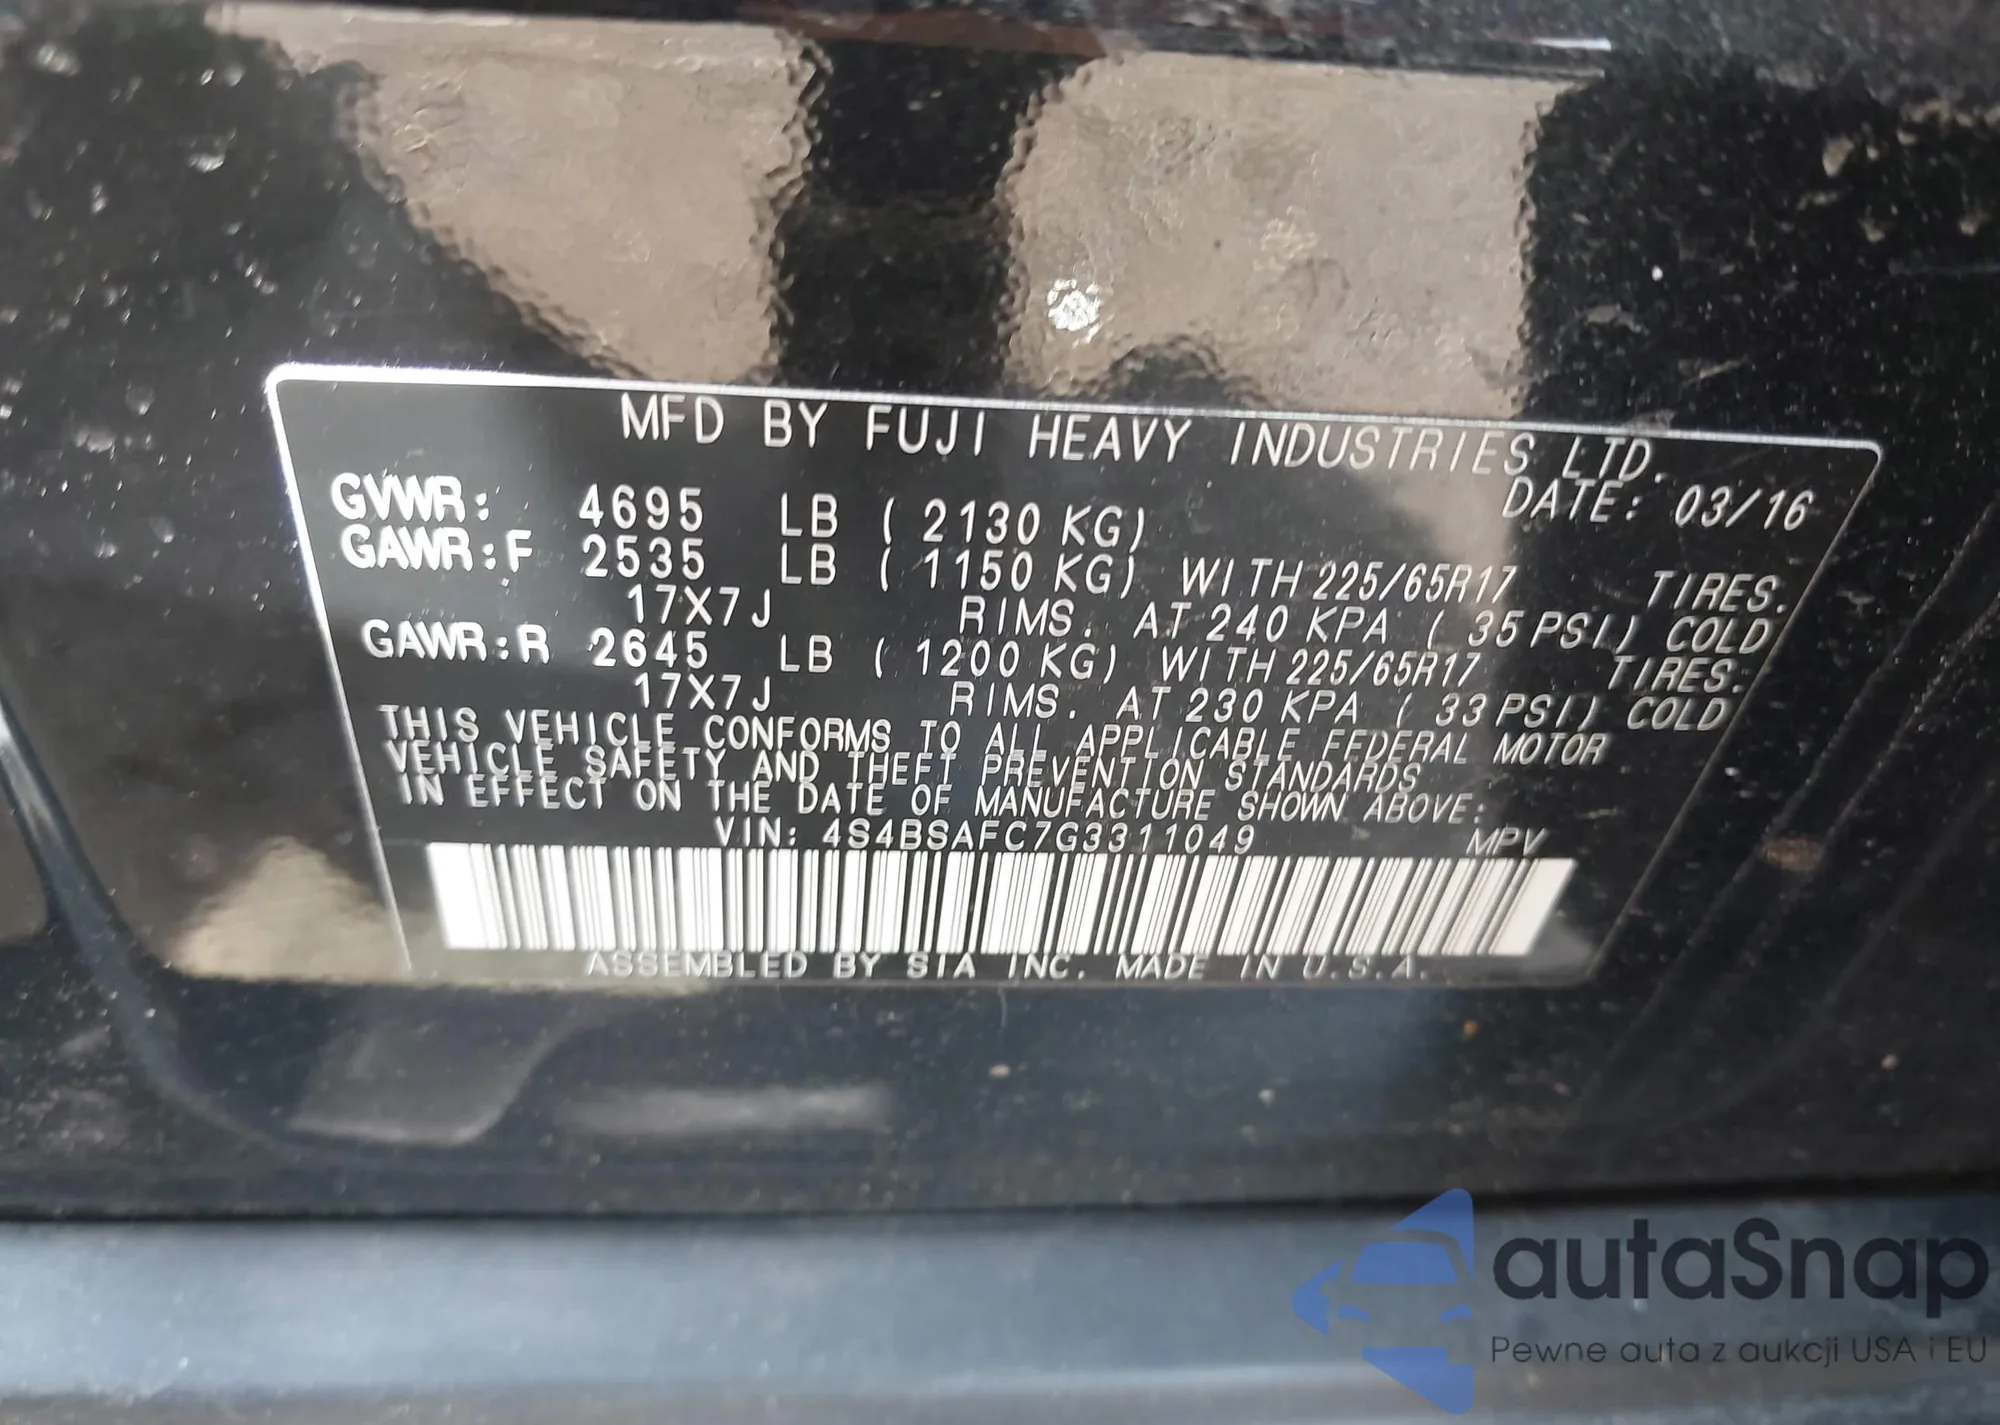 MFD BY FUJI HEAVY INDUSTRIES LTD.
DATE: 03/16
GVWR: 4695 LB ( 2130 KG)
GAWR:F 2535 LB ( 1150 KG) WITH 225/65R17 TIRES.
17X7J RIMS. AT 240 KPA ( 35 PSI) COLD
GAWR:R 2645 LB ( 1200 KG) WITH 225/65R17 TIRES.
17X7J RIMS. AT 230 KPA ( 33 PSI) COLD
THIS VEHICLE CONFORMS TO ALL APPLICABLE FEDERAL MOTOR
VEHICLE SAFETY AND THEFT PREVENTION STANDARDS
IN EFFECT ON THE DATE OF MANUFACTURE SHOWN ABOVE:
VIN: 4S4BSAFC7G3311049 MPV
ASSEMBLED BY SIA INC. MADE IN U.S.A.
autaSnap
Pewne auta z aukcji USA i EU